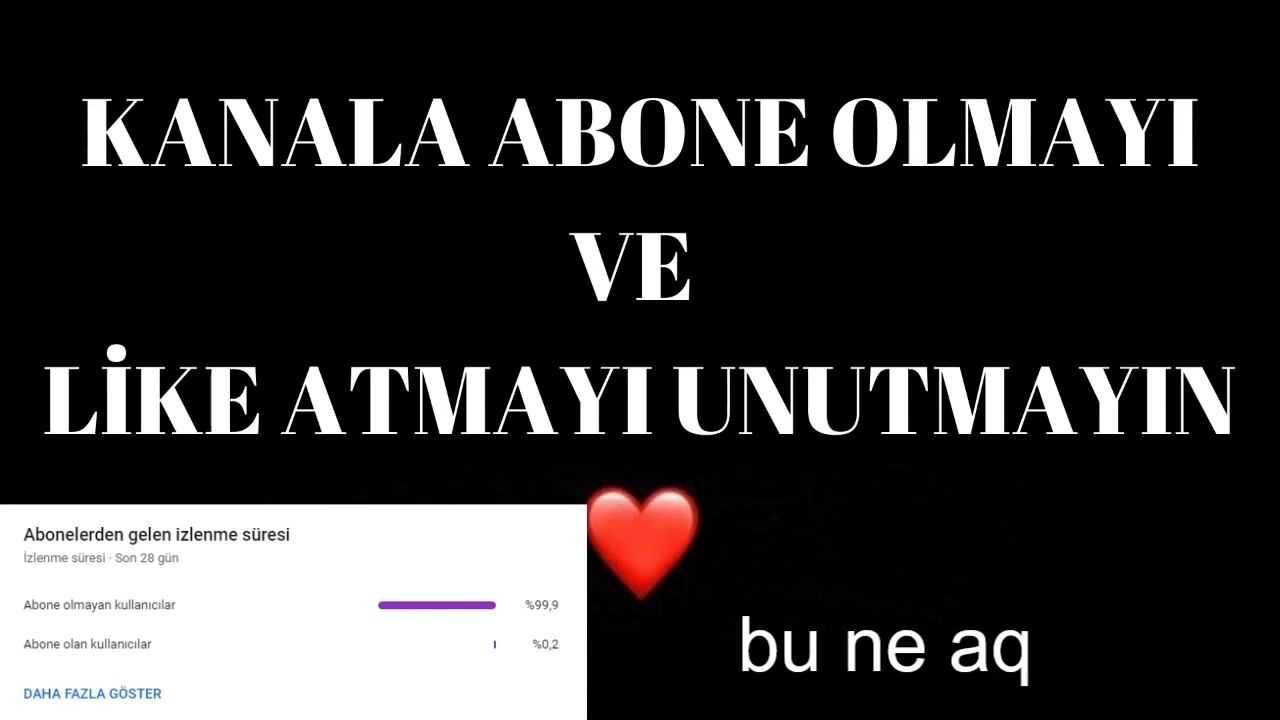 KANALA ABONE OLMAYI
VE
LİKE ATMAYI UNUTMAYIN
Abonelerden gelen izlenme süresi
İzlenme süresi · Son 28 gün
Abone olmayan kullanıcılar %99,9
Abone olan kullanıcılar %0,2
DAHA FAZLA GÖSTER
bu ne aq